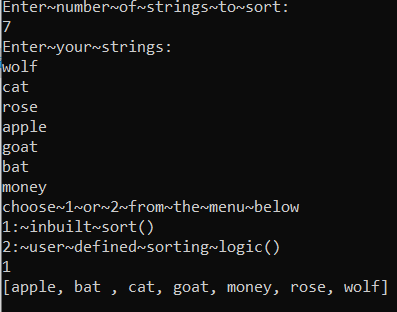 Enter~number~of~strings~to~sort:
7
Enter~your~strings:
wolf
cat
rose
apple
goat
bat
money
choose~1~or~2~from~the~menu~below
1:~inbuilt~sort()
2:~user~defined~sorting~logic()
1
[apple, bat , cat, goat, money, rose, wolf]